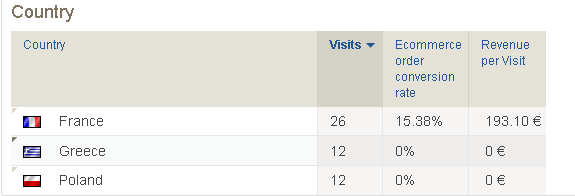 Country
Country Visits Ecommerce order conversion rate Revenue per Visit
France 26 15.38% 193.10 €
Greece 12 0% 0 €
Poland 12 0% 0 €